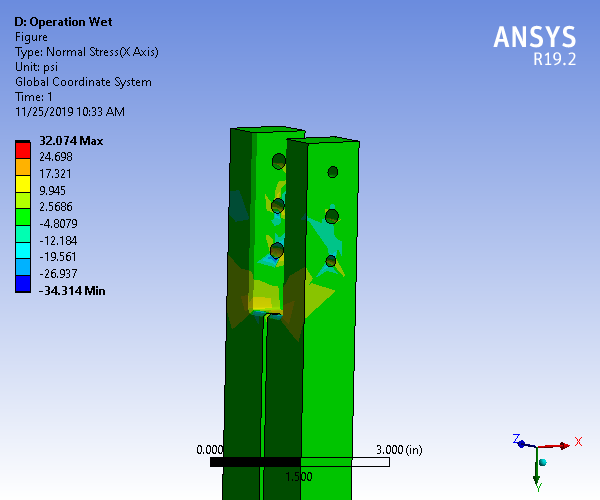 D: Operation Wet
Figure
Type: Normal Stress(X Axis)
Unit: psi
Global Coordinate System
Time: 1
11/25/2019 10:33 AM
ANSYS
R19.2
32.074 Max
24.698
17.321
9.945
2.5686
-4.8079
-12.184
-19.561
-26.937
-34.314 Min
0.000
3.000 (in)
1.500
Z
X
Y